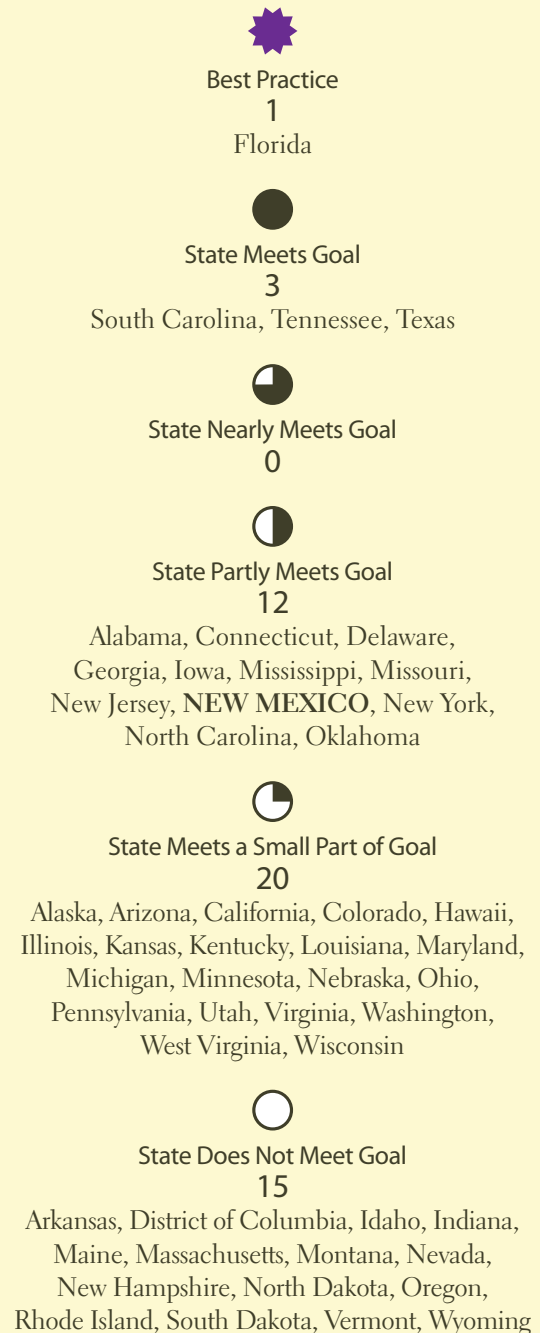 Best Practice
1
Florida
State Meets Goal
3
South Carolina, Tennessee, Texas
State Nearly Meets Goal
0
State Partly Meets Goal
12
Alabama, Connecticut, Delaware,
Georgia, Iowa, Mississippi, Missouri,
New Jersey, NEW MEXICO, New York,
North Carolina, Oklahoma
State Meets a Small Part of Goal
20
Alaska, Arizona, California, Colorado, Hawaii,
Illinois, Kansas, Kentucky, Louisiana, Maryland,
Michigan, Minnesota, Nebraska, Ohio,
Pennsylvania, Utah, Virginia, Washington,
West Virginia, Wisconsin
State Does Not Meet Goal
15
Arkansas, District of Columbia, Idaho, Indiana,
Maine, Massachusetts, Montana, Nevada,
New Hampshire, North Dakota, Oregon,
Rhode Island, South Dakota, Vermont, Wyoming